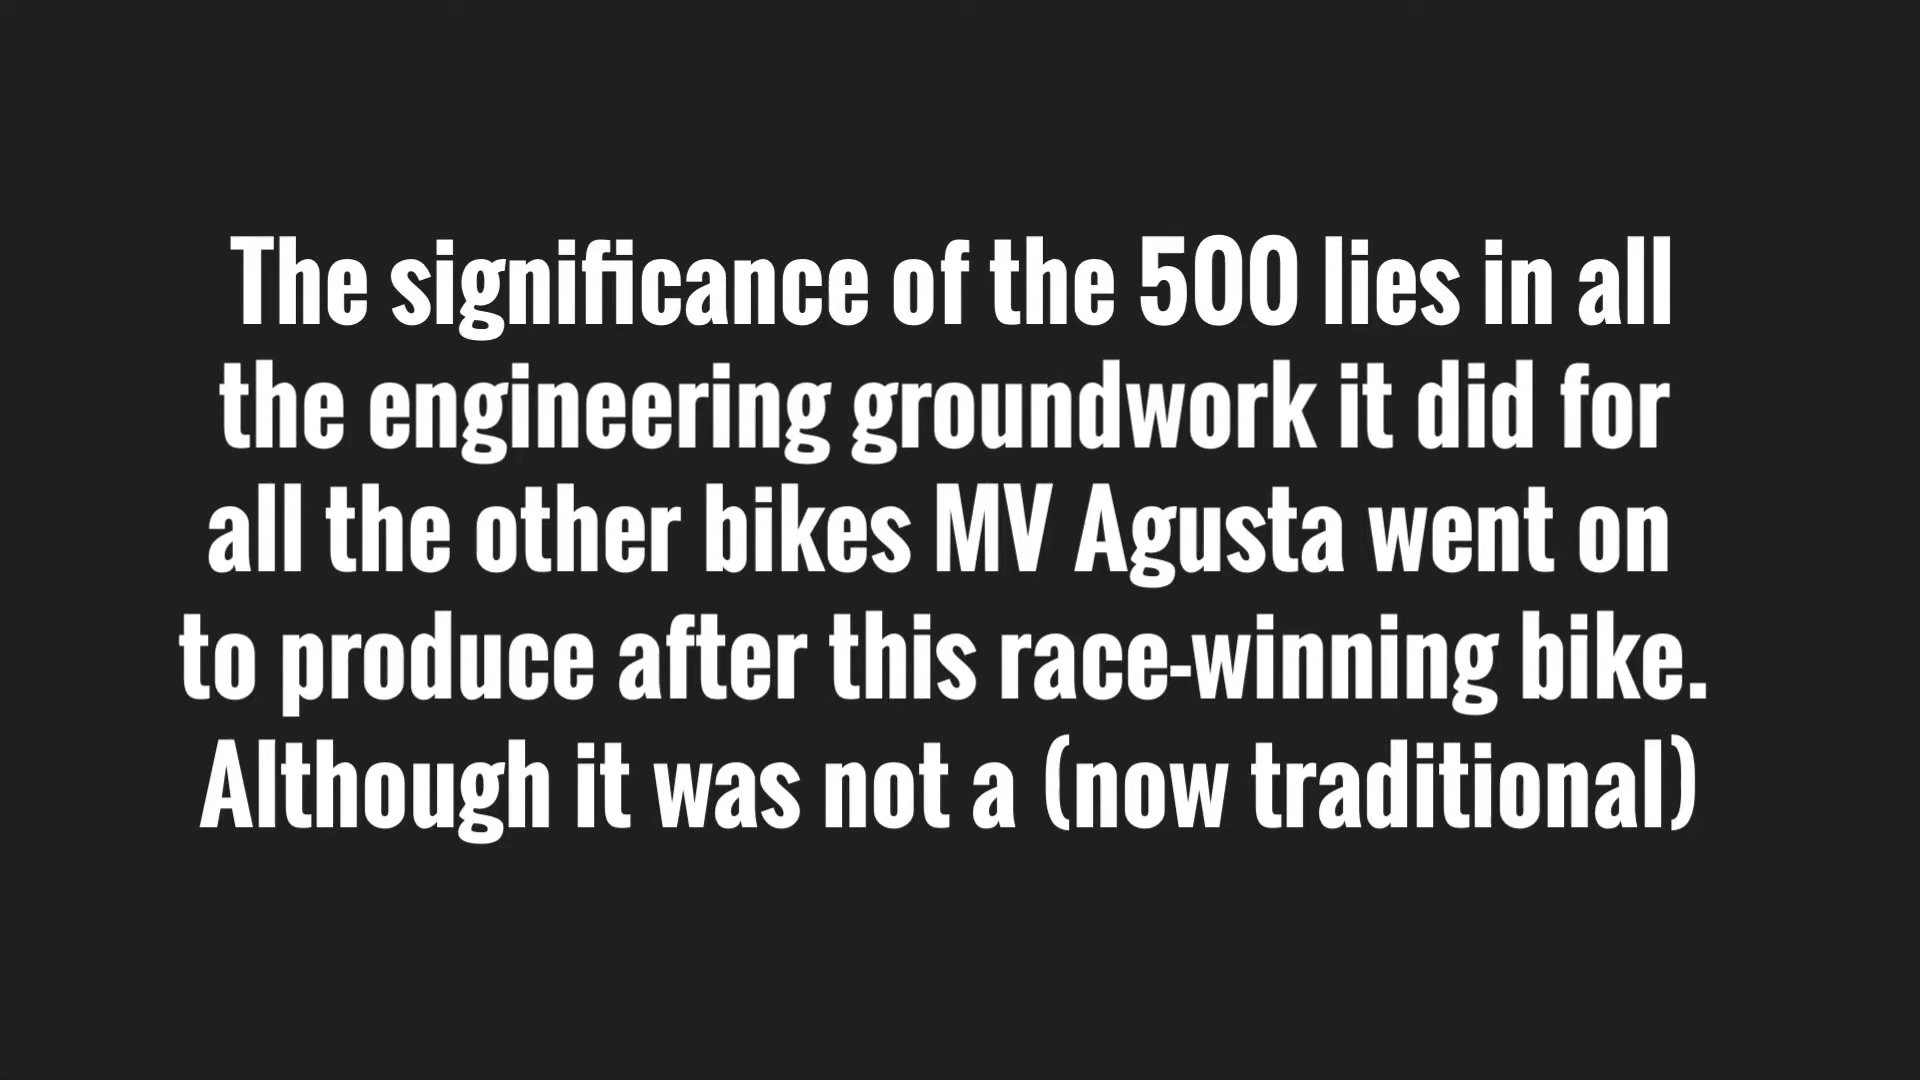 The significance of the 500 lies in all
the engineering groundwork it did for
all the other bikes MV Agusta went on
to produce after this race-winning bike.
Although it was not a (now traditional)